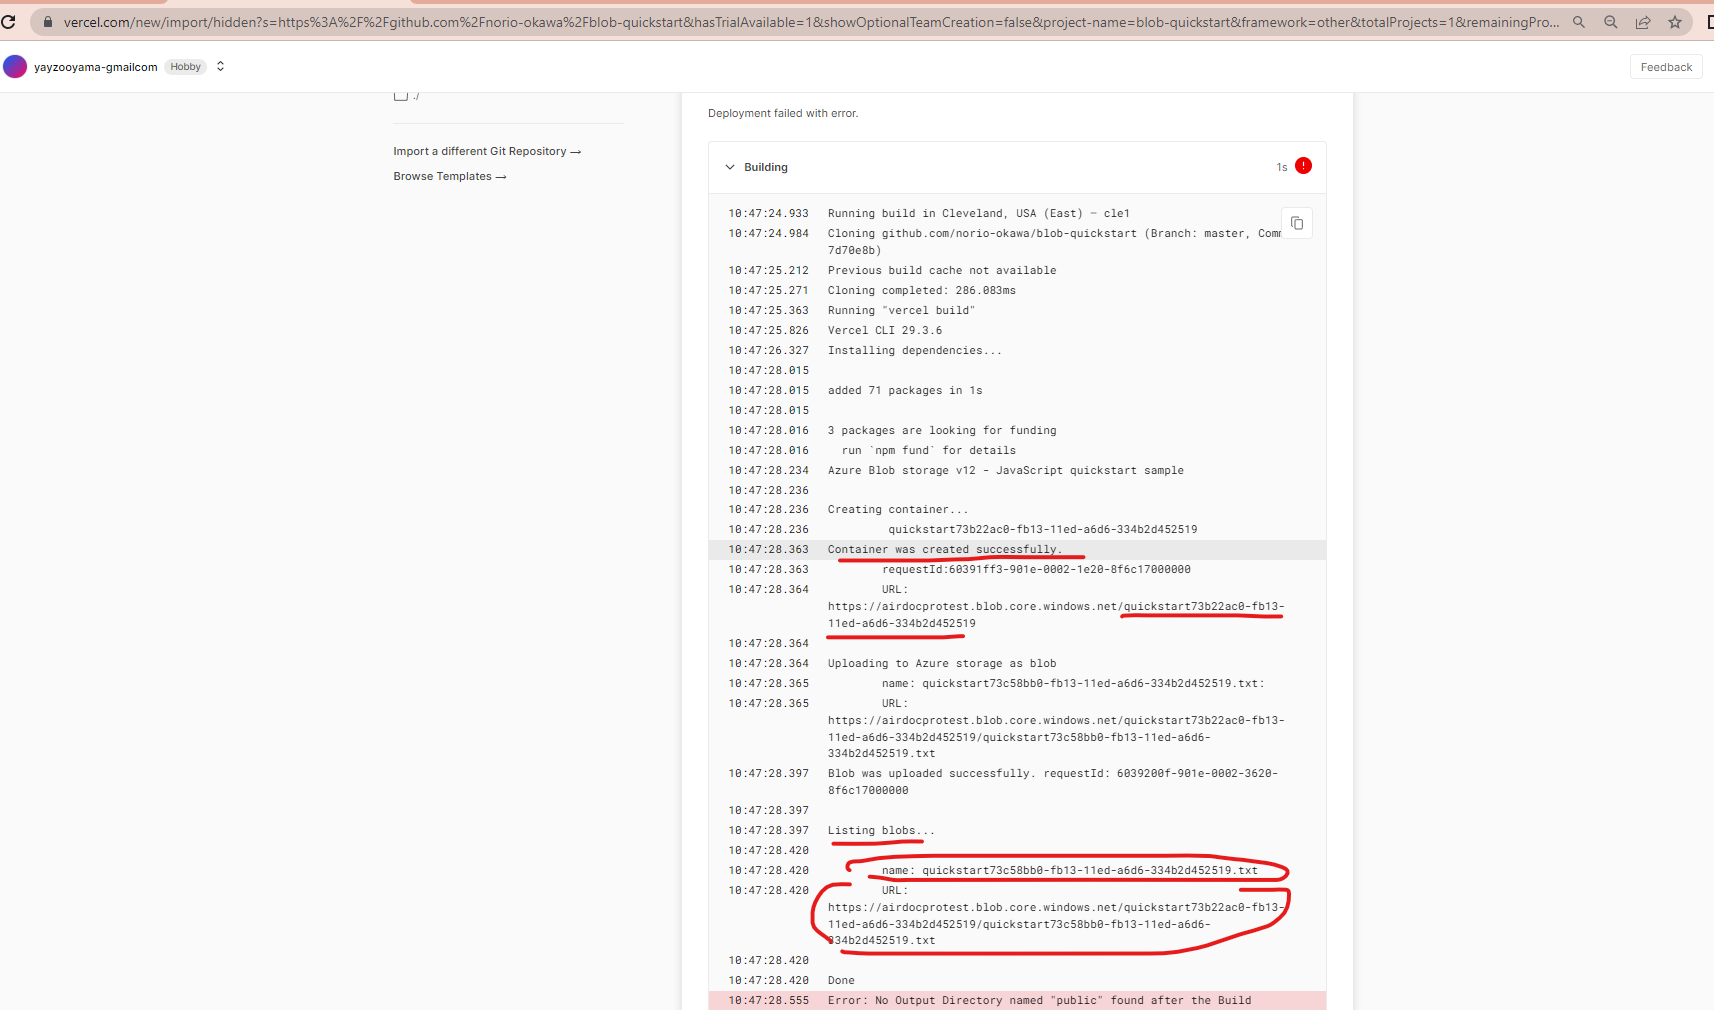 vercel.com/new/import/hidden?s=https%3A%2F%2Fgithub.com%2Fnorio-okawa%2Fblob-quickstart&hasTrialAvailable=1&showOptionalTeamCreation=false&project-name=blob-quickstart&framework=other&totalProjects=1&remainingPro...
yayzooyama-gmailcom Hobby
Feedback
./
Import a different Git Repository →
Browse Templates →
Deployment failed with error.
Building 1s
10:47:24.933 Running build in Cleveland, USA (East) – cle1
10:47:24.984 Cloning github.com/norio-okawa/blob-quickstart (Branch: master, Comm
7d70e8b)
10:47:25.212 Previous build cache not available
10:47:25.271 Cloning completed: 286.083ms
10:47:25.363 Running "vercel build"
10:47:25.826 Vercel CLI 29.3.6
10:47:26.327 Installing dependencies...
10:47:28.015
10:47:28.015 added 71 packages in 1s
10:47:28.015
10:47:28.016 3 packages are looking for funding
10:47:28.016 run `npm fund` for details
10:47:28.234 Azure Blob storage v12 - JavaScript quickstart sample
10:47:28.236
10:47:28.236 Creating container...
10:47:28.236 quickstart73b22ac0-fb13-11ed-a6d6-334b2d452519
10:47:28.363 Container was created successfully.
10:47:28.363 requestId:60391ff3-901e-0002-1e20-8f6c17000000
10:47:28.364 URL:
https://airdocprotest.blob.core.windows.net/quickstart73b22ac0-fb13-
11ed-a6d6-334b2d452519
10:47:28.364
10:47:28.364 Uploading to Azure storage as blob
10:47:28.365 name: quickstart73c58bb0-fb13-11ed-a6d6-334b2d452519.txt:
10:47:28.365 URL:
https://airdocprotest.blob.core.windows.net/quickstart73b22ac0-fb13-
11ed-a6d6-334b2d452519/quickstart73c58bb0-fb13-11ed-a6d6-
334b2d452519.txt
10:47:28.397 Blob was uploaded successfully. requestId: 6039200f-901e-0002-3620-
8f6c17000000
10:47:28.397
10:47:28.397 Listing blobs...
10:47:28.420
10:47:28.420 name: quickstart73c58bb0-fb13-11ed-a6d6-334b2d452519.txt
10:47:28.420 URL:
https://airdocprotest.blob.core.windows.net/quickstart73b22ac0-fb13-
11ed-a6d6-334b2d452519/quickstart73c58bb0-fb13-11ed-a6d6-
334b2d452519.txt
10:47:28.420
10:47:28.420 Done
10:47:28.555 Error: No Output Directory named "public" found after the Build